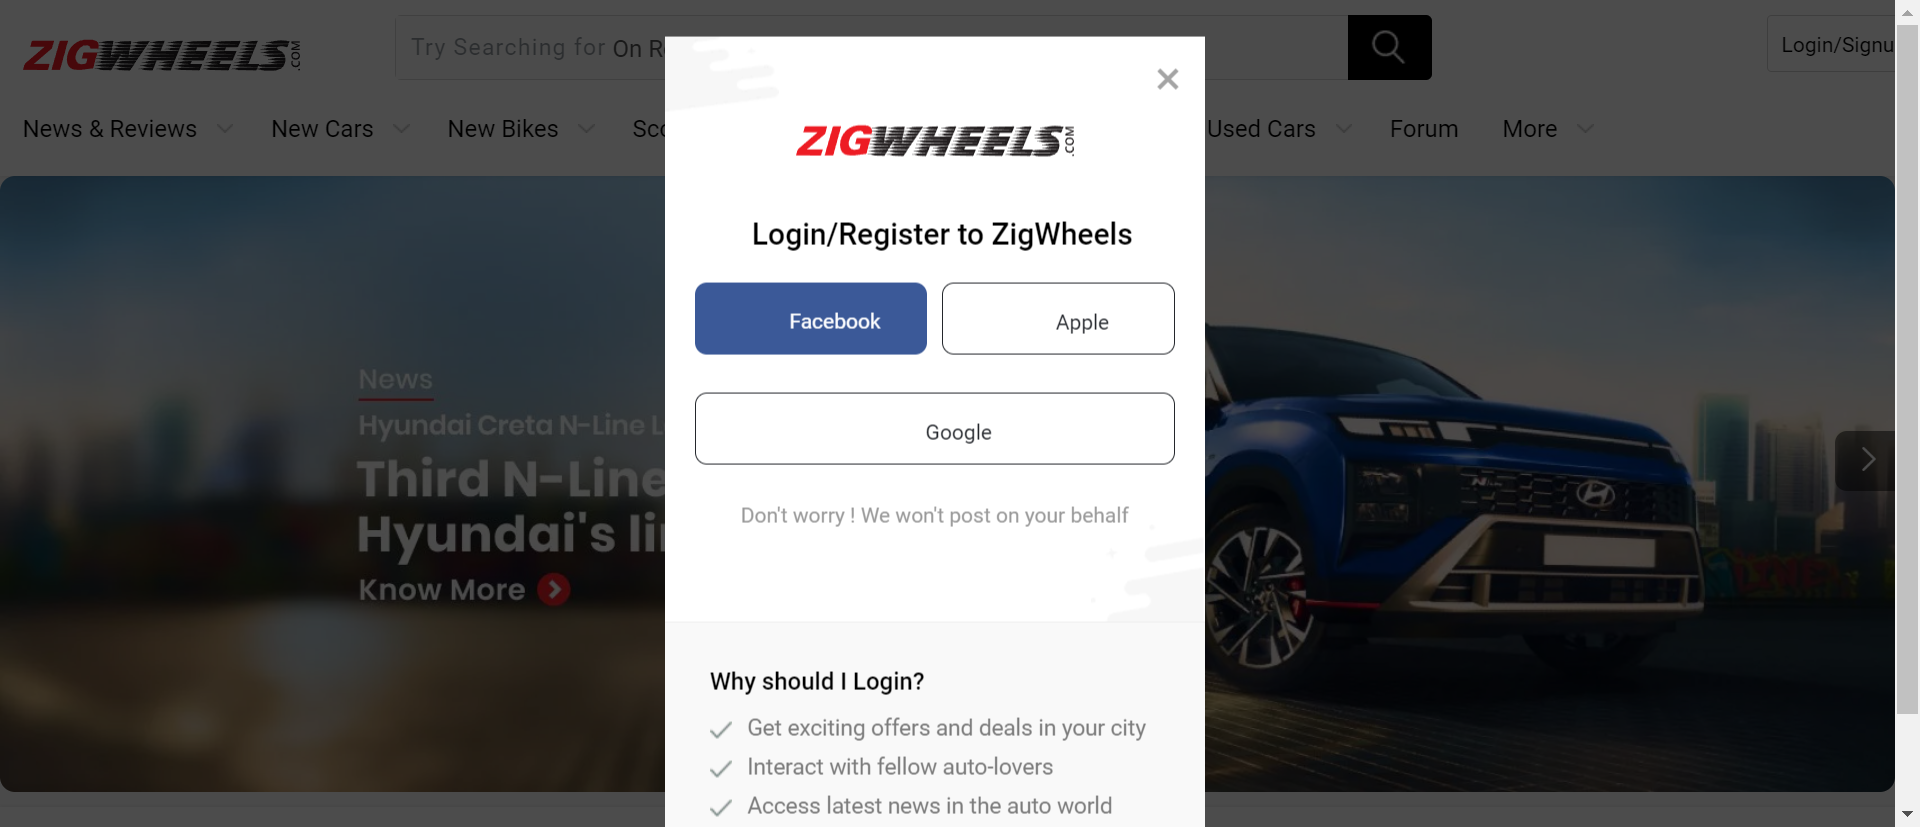 ZIGWHEELS.COM
Try Searching for On R
Login/Signu
News & Reviews
New Cars
New Bikes
Sco
Used Cars
Forum
More
ZIGWHEELS.COM
Login/Register to ZigWheels
Facebook
Apple
Google
Don't worry ! We won't post on your behalf
News
Hyundai Creta N-Line L
Third N-Line
Hyundai's li
Know More
Why should I Login?
Get exciting offers and deals in your city
Interact with fellow auto-lovers
Access latest news in the auto world